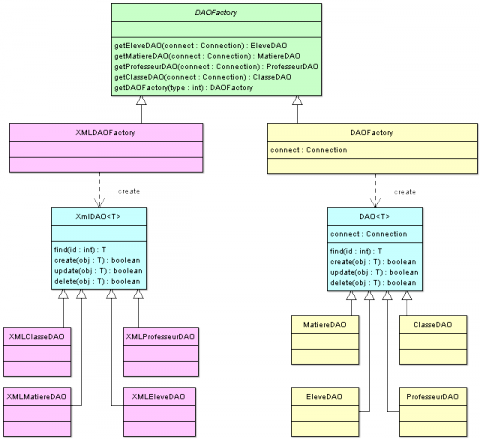 DAOFactory
getEleveDAO(connect : Connection) : EleveDAO
getMatiereDAO(connect : Connection) : MatiereDAO
getProfesseurDAO(connect : Connection) : ProfesseurDAO
getClasseDAO(connect : Connection) : ClasseDAO
getDAOFactory(type : int) : DAOFactory
XMLDAOFactory
DAOFactory
connect : Connection
create
create
XmlDAO<T>
find(id : int) : T
create(obj : T) : boolean
update(obj : T) : boolean
delete(obj : T) : boolean
DAO<T>
connect : Connection
find(id : int) : T
create(obj : T) : boolean
update(obj : T) : boolean
delete(obj : T) : boolean
XMLClasseDAO
XMLProfesseurDAO
MatiereDAO
ClasseDAO
XMLMatiereDAO
XMLEleveDAO
EleveDAO
ProfesseurDAO